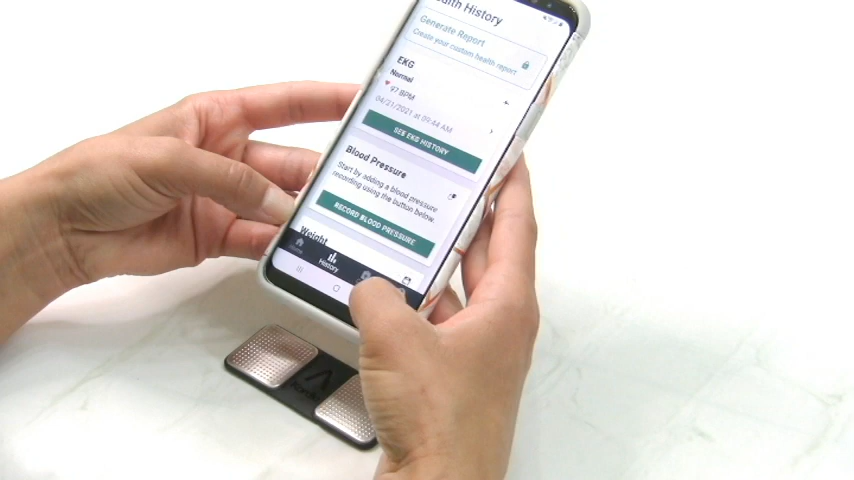 alth History
Generate Report
Create your custom health report
EKG
Normal
97 BPM
04/21/2021 at 09:44 AM
SEE EKG HISTORY
Blood Pressure
Start by adding a blood pressure
recording using the button below.
RECORD BLOOD PRESSURE
Weight
Home
History